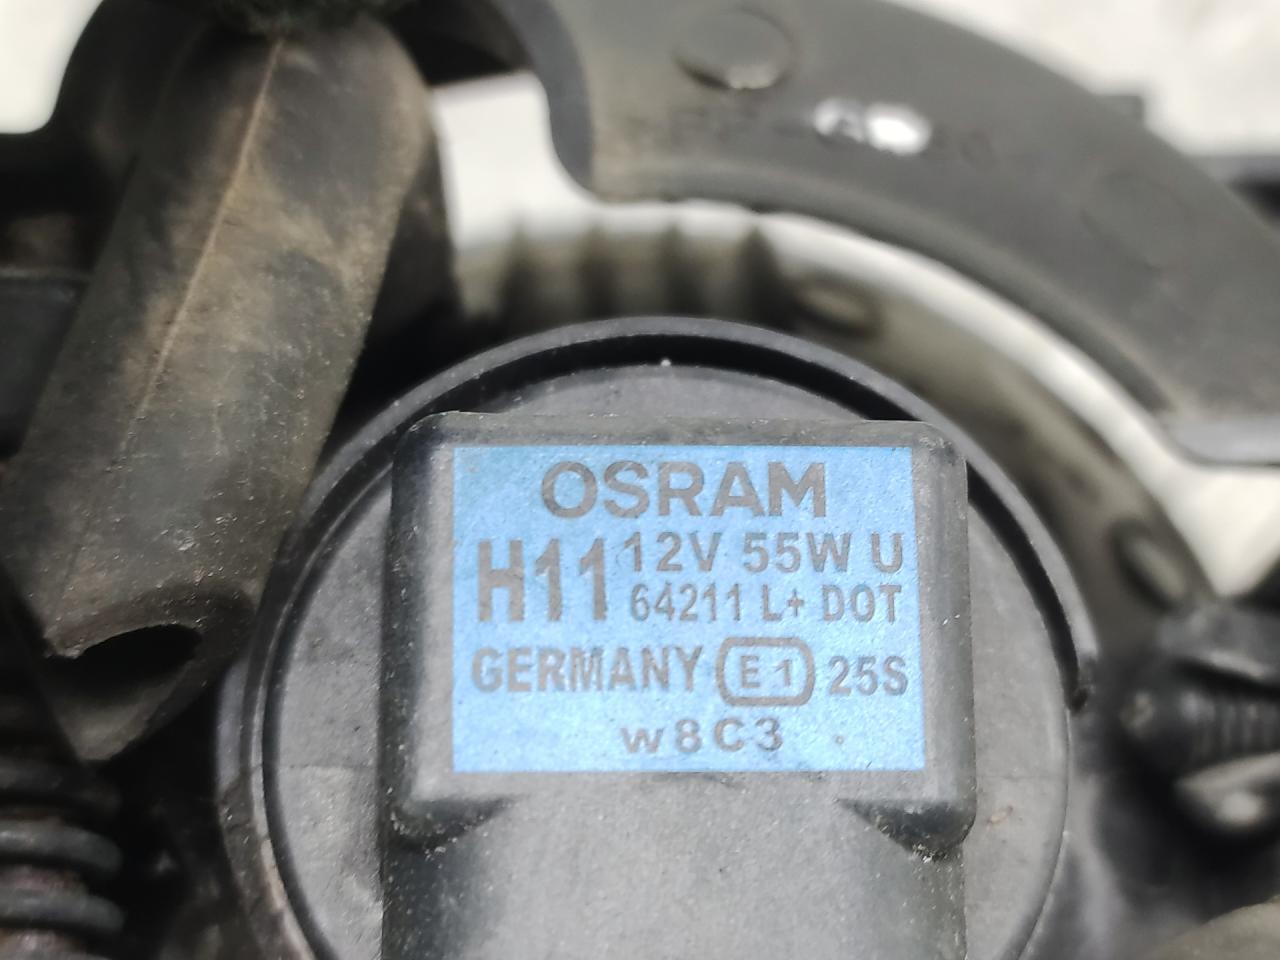 OSRAM
H11 12V 55W U
64211 L+ DOT
GERMANY E1 25S
w8C3